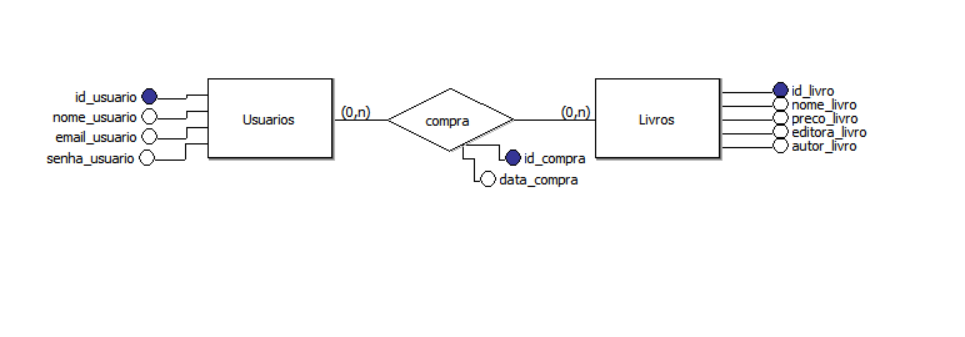 id_usuario
nome_usuario
email_usuario
senha_usuario
Usuarios
(0,n)
compra
(0,n)
id_compra
data_compra
Livros
id_livro
nome_livro
preco_livro
editora_livro
autor_livro